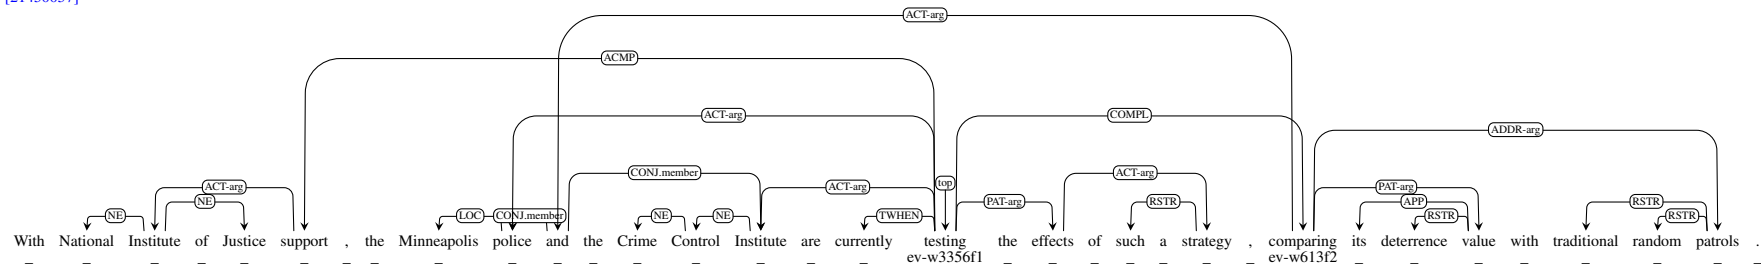 ACT-arg
ACMP
ACT-arg COMPL
ADDR-arg
CONJ.member ACT-arg
top
ACT-arg ACT-arg PAT-arg
NE PAT-arg RSTR APP RSTR
NE LOC CONJ.member NE NE TWHEN RSTR RSTR
With National Institute of Justice support , the Minneapolis police and the Crime Control Institute are currently testing the effects of such a strategy , comparing its deterrence value with traditional random patrols .
ev-w3356f1 ev-w613f2